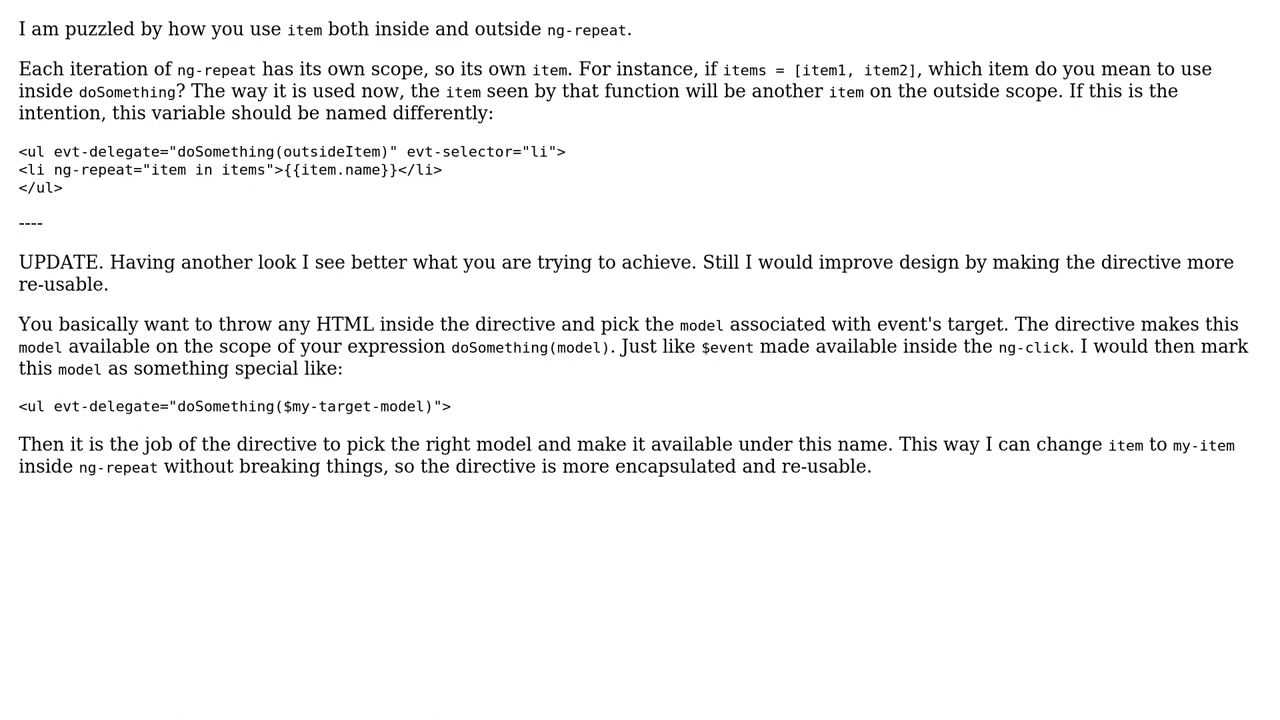 I am puzzled by how you use item both inside and outside ng-repeat.
Each iteration of ng-repeat has its own scope, so its own item. For instance, if items = [item1, item2], which item do you mean to use
inside doSomething? The way it is used now, the item seen by that function will be another item on the outside scope. If this is the
intention, this variable should be named differently:
<ul evt-delegate="doSomething(outsideItem)" evt-selector="li">
<li ng-repeat="item in items">{{item.name}}</li>
</ul>
----
UPDATE. Having another look I see better what you are trying to achieve. Still I would improve design by making the directive more
re-usable.
You basically want to throw any HTML inside the directive and pick the model associated with event's target. The directive makes this
model available on the scope of your expression doSomething(model). Just like $event made available inside the ng-click. I would then mark
this model as something special like:
<ul evt-delegate="doSomething($my-target-model)">
Then it is the job of the directive to pick the right model and make it available under this name. This way I can change item to my-item
inside ng-repeat without breaking things, so the directive is more encapsulated and re-usable.